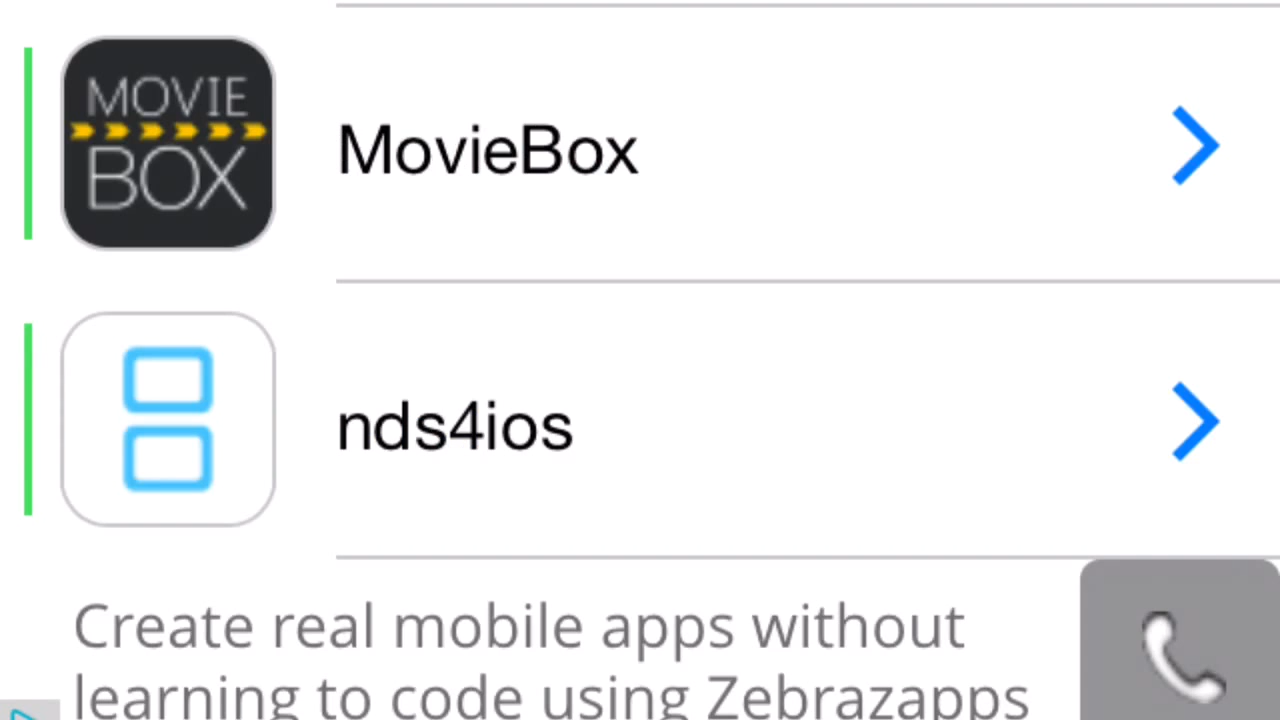 MOVIE
BOX
MovieBox
nds4ios
Create real mobile apps without
learning to code using Zebrazapps